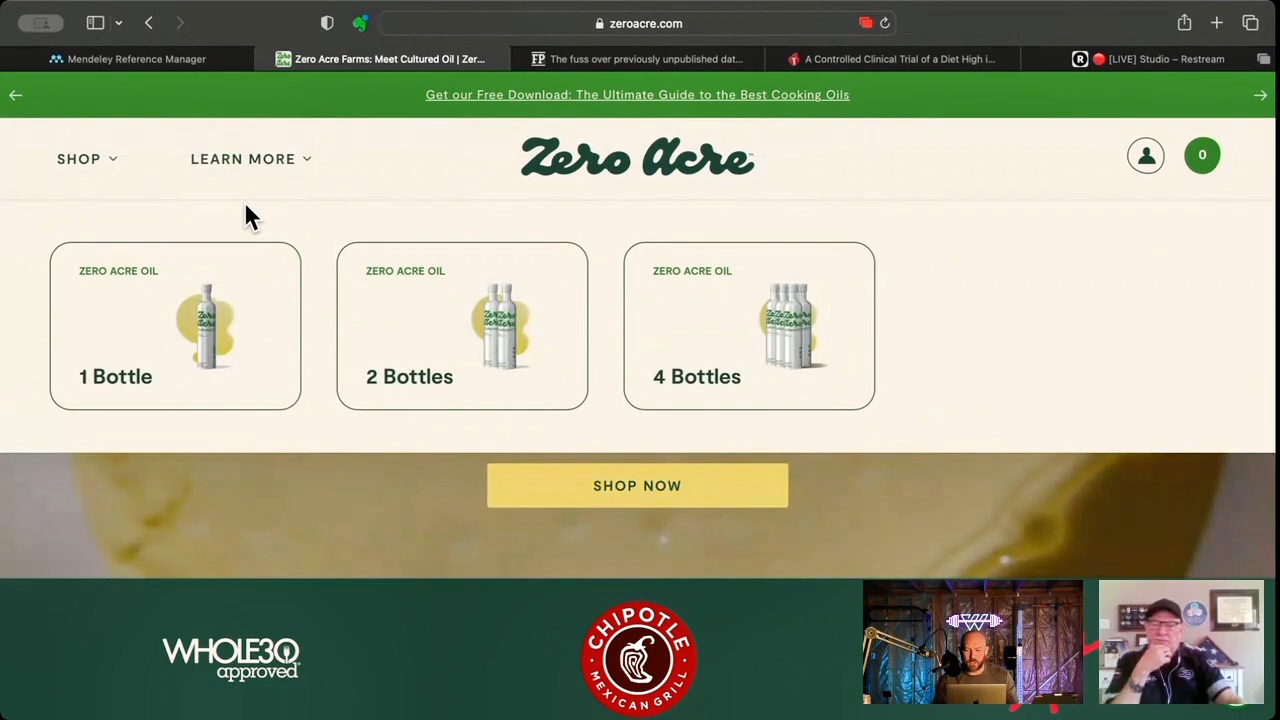 zeroacre.com
Mendeley Reference Manager
Zero Acre Farms: Meet Cultured Oil | Zer...
FP The fuss over previously unpublished dat...
A Controlled Clinical Trial of a Diet High i...
R [LIVE] Studio – Restream
Get our Free Download: The Ultimate Guide to the Best Cooking Oils
SHOP
LEARN MORE
Zero Acre™
0
ZERO ACRE OIL
1 Bottle
ZERO ACRE OIL
2 Bottles
ZERO ACRE OIL
4 Bottles
SHOP NOW
WHOLE30
approved
CHIPOTLE
MEXICAN GRILL